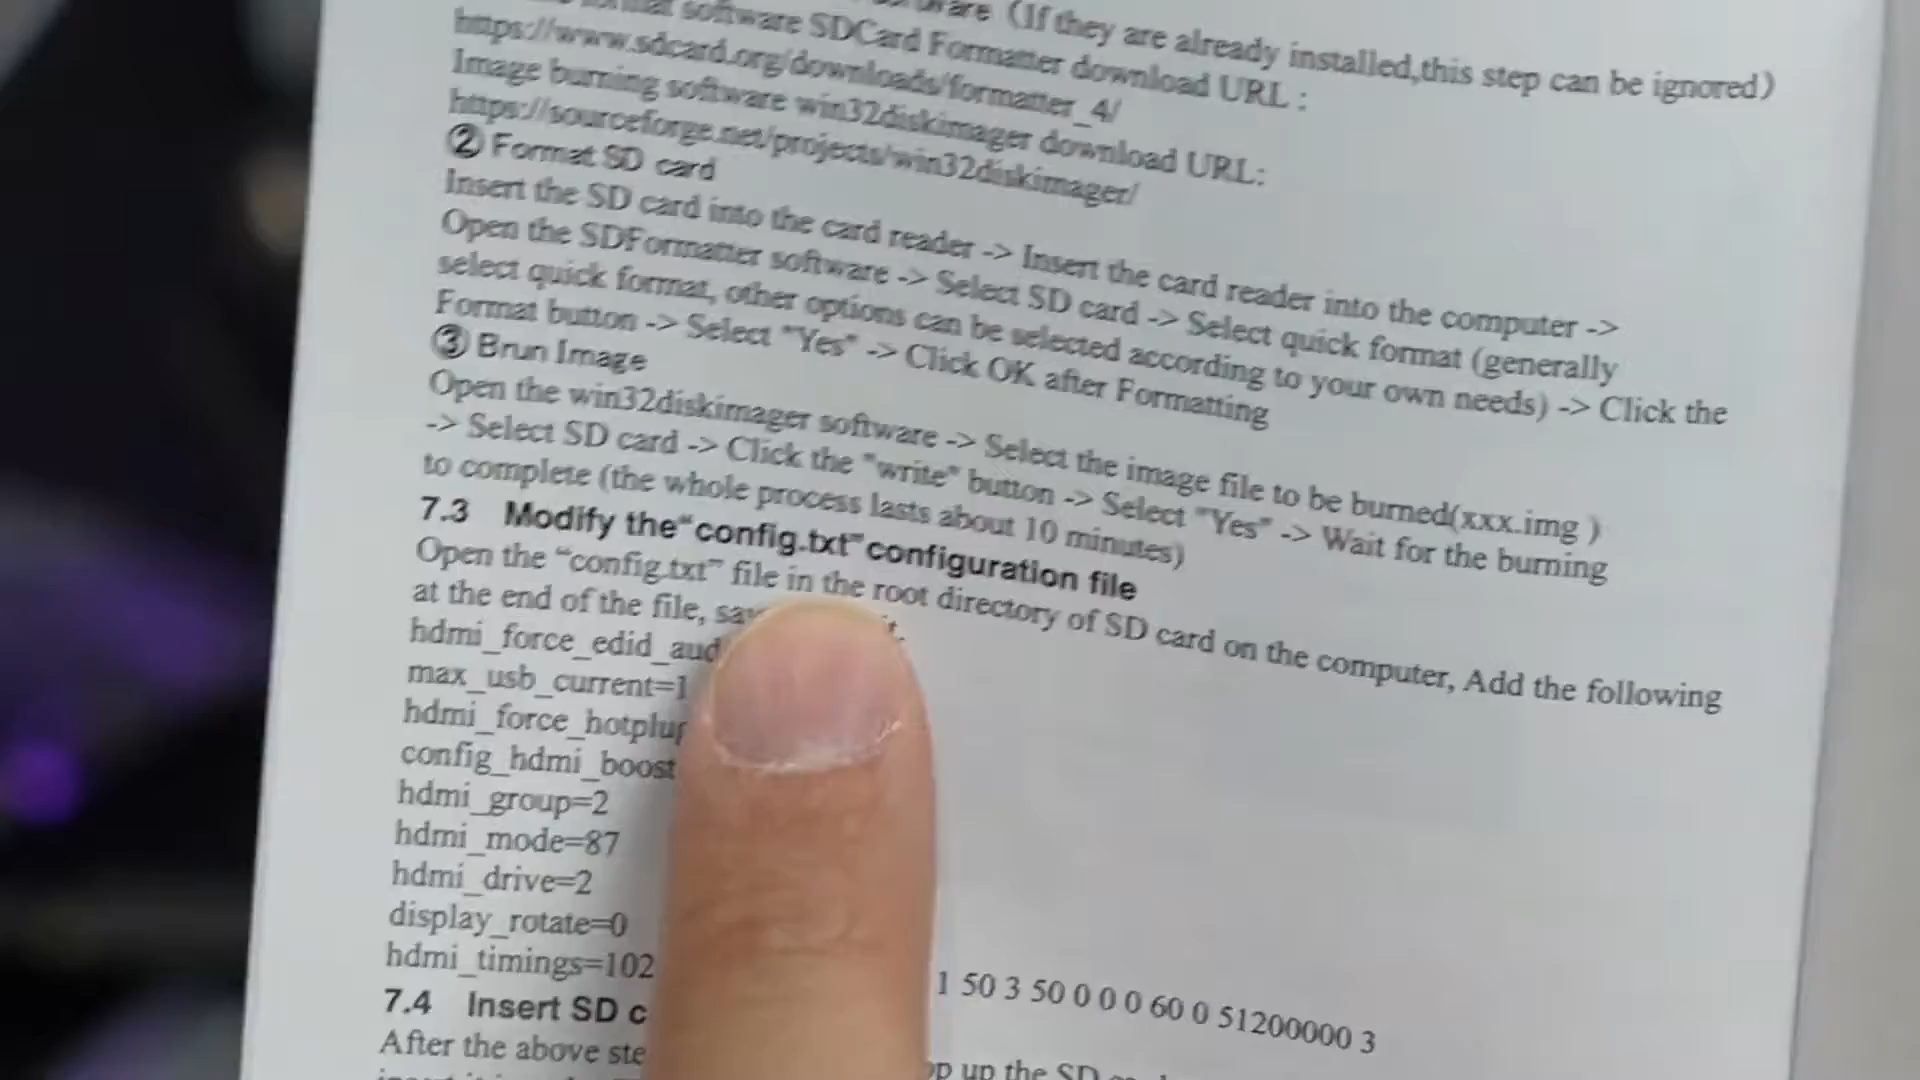 software (If they are already installed,this step can be ignored)
format software SDCard Formatter download URL :
https://www.sdcard.org/downloads/formatter_4/
Image burning software win32diskimager download URL:
https://sourceforge.net/projects/win32diskimager/
② Format SD card
Insert the SD card into the card reader -> Insert the card reader into the computer ->
Open the SDFormatter software -> Select SD card -> Select quick format (generally
select quick format, other options can be selected according to your own needs) -> Click the
Format button -> Select "Yes" -> Click OK after Formatting
③ Brun Image
Open the win32diskimager software -> Select the image file to be burned(xxx.img )
-> Select SD card -> Click the "write" button -> Select "Yes" -> Wait for the burning
to complete (the whole process lasts about 10 minutes)
7.3 Modify the“config.txt”configuration file
Open the “config.txt” file in the root directory of SD card on the computer, Add the following
at the end of the file, sav it.
hdmi_force_edid_aud
max_usb_current=1
hdmi_force_hotplug
config_hdmi_boost
hdmi_group=2
hdmi_mode=87
hdmi_drive=2
display_rotate=0
hdmi_timings=102 1 50 3 50 0 0 0 60 0 51200000 3
7.4 Insert SD c
After the above ste op up the SD